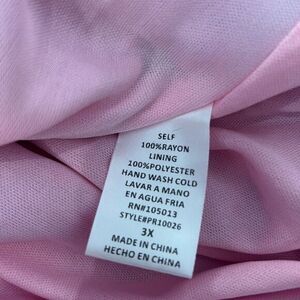 SELF
100%RAYON
LINING
100%POLYESTER
HAND WASH COLD
LAVAR A MANO
EN AGUA FRIA
RN#105013
STYLE#PR10026
3X
MADE IN CHINA
HECHO EN CHINA